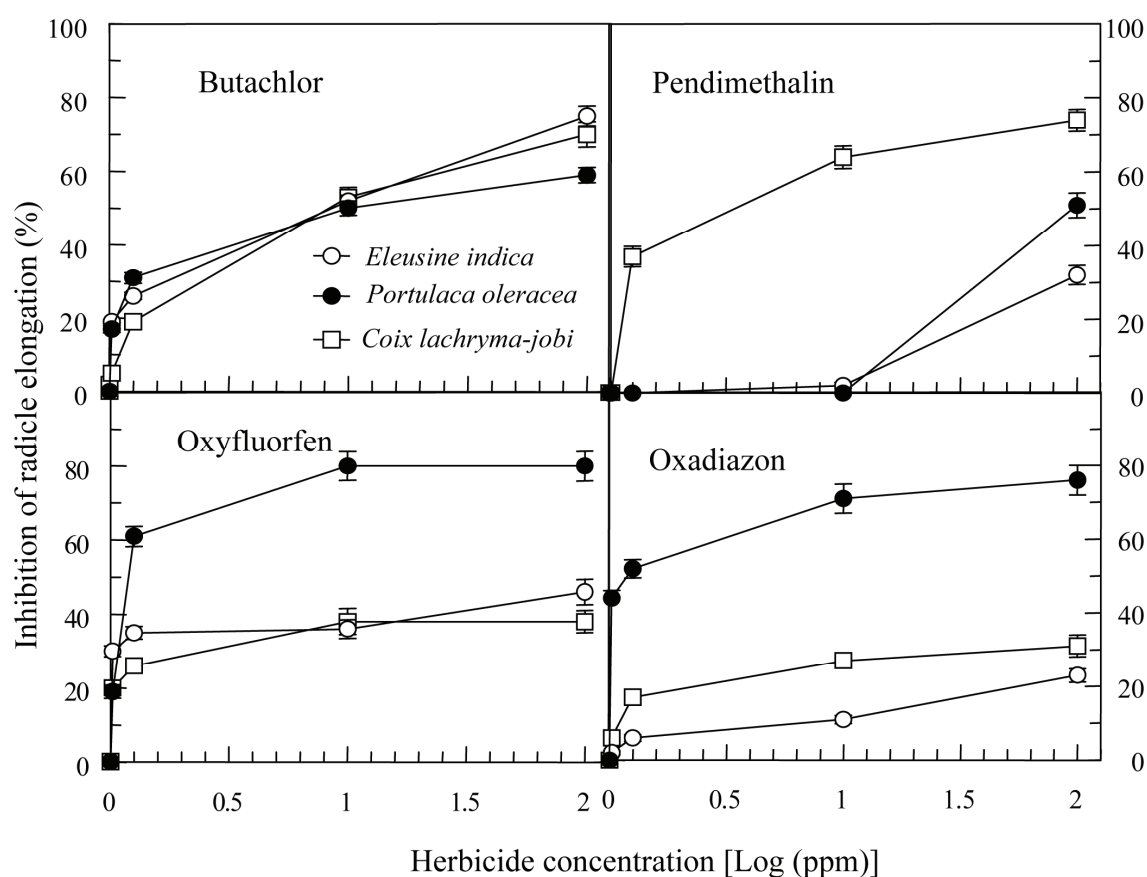 100
80
60
40
20
0
Butachlor
Eleusine indica
Portulaca oleracea
Coix lachryma-jobi
Pendimethalin
100
80
60
40
20
0
Inhibition of radicle elongation (%)
80
60
40
20
0
Oxyfluorfen
Oxadiazon
80
60
40
20
0
0 0.5 1 1.5 2 0 0.5 1 1.5 2
Herbicide concentration [Log (ppm)]